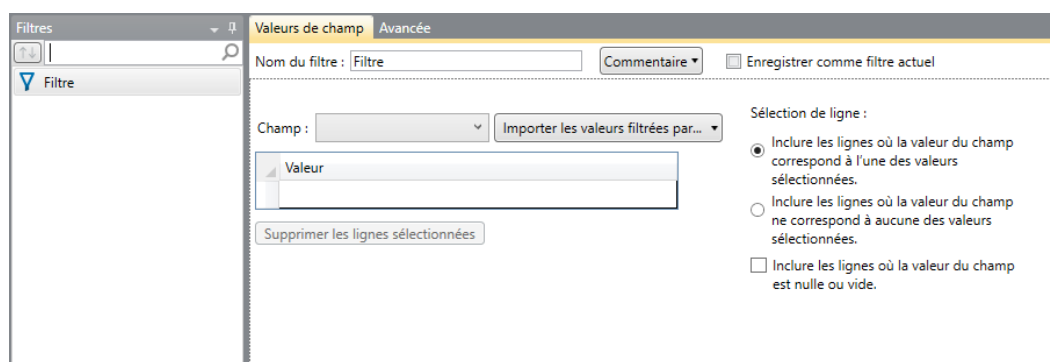 Filtres
Filtre
Valeurs de champ
Avancée
Nom du filtre :
Filtre
Commentaire
Enregistrer comme filtre actuel
Champ :
Importer les valeurs filtrées par...
Valeur
Supprimer les lignes sélectionnées
Sélection de ligne :
Inclure les lignes où la valeur du champ
correspond à l'une des valeurs
sélectionnées.
Inclure les lignes où la valeur du champ
ne correspond à aucune des valeurs
sélectionnées.
Inclure les lignes où la valeur du champ
est nulle ou vide.